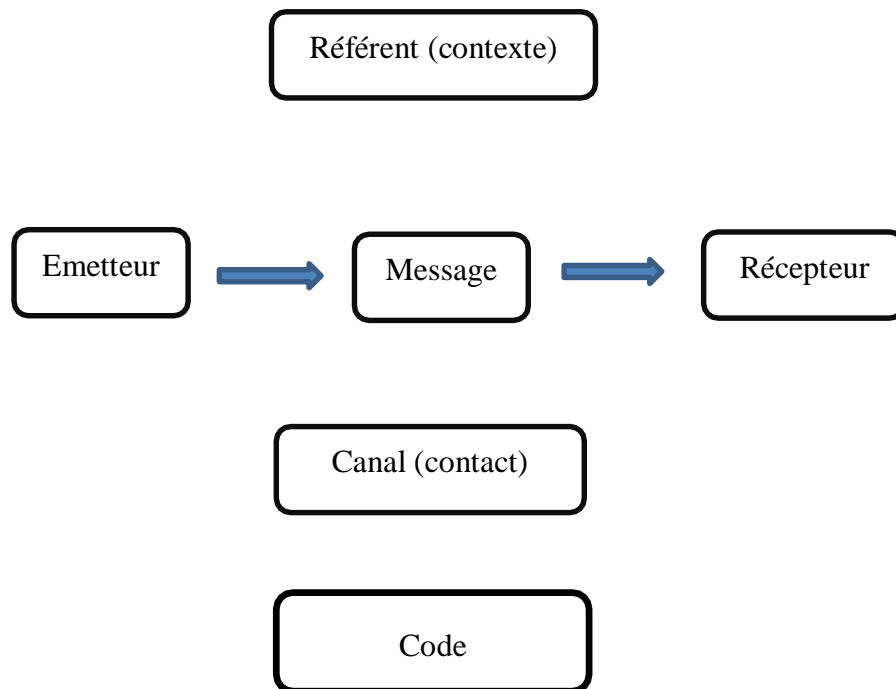 Référent (contexte)
Emetteur
Message
Récepteur
Canal (contact)
Code